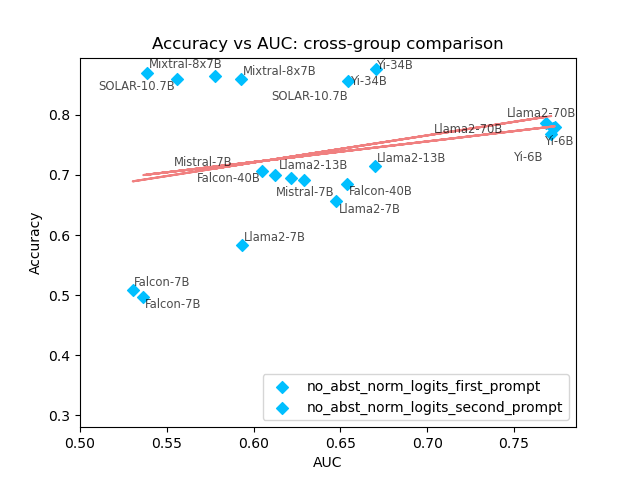 Accuracy vs AUC: cross-group comparison
Mixtral-8x7B
Yi-34B
Mixtral-8x7B
SOLAR-10.7B
Yi-34B
SOLAR-10.7B
Llama2-70B
Llama2-70B
Yi-6B
Yi-6B
Mistral-7B
Llama2-13B
Llama2-13B
Falcon-40B
Mistral-7B
Falcon-40B
Llama2-7B
Llama2-7B
Falcon-7B
Falcon-7B
Accuracy
0.8
0.7
0.6
0.5
0.4
0.3
no_abst_norm_logits_first_prompt
no_abst_norm_logits_second_prompt
0.50
0.55
0.60
0.65
0.70
0.75
AUC